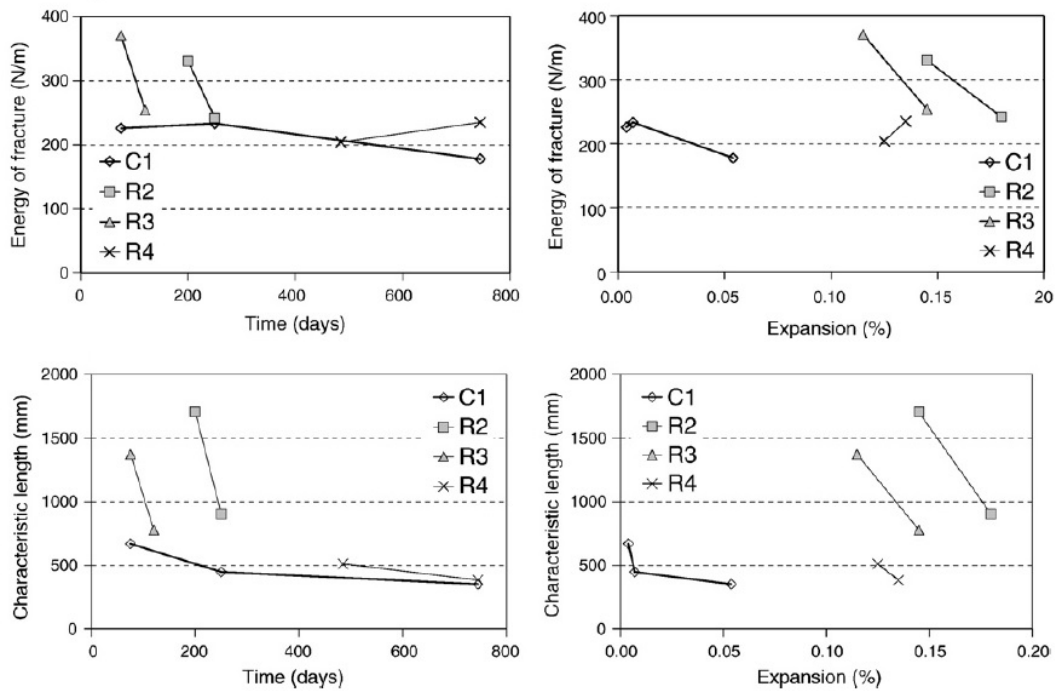 Energy of fracture (N/m)
400
300
200
100
0
C1
R2
R3
R4
0
200
400
600
800
Time (days)
Energy of fracture (N/m)
400
300
200
100
0
C1
R2
R3
R4
0.00
0.05
0.10
0.15
20
Expansion (%)
Characteristic length (mm)
2000
1500
1000
500
0
C1
R2
R3
R4
0
200
400
600
800
Time (days)
Characteristic length (mm)
2000
1500
1000
500
0
C1
R2
R3
R4
0.00
0.05
0.10
0.15
0.20
Expansion (%)